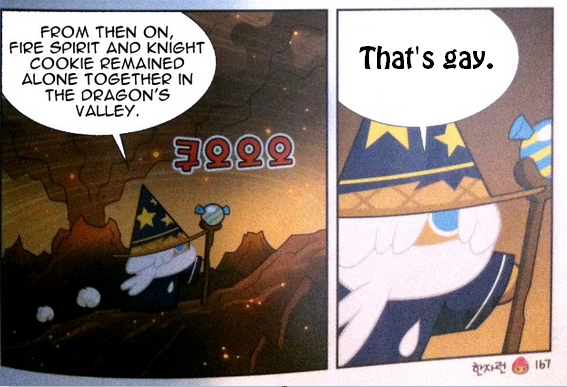 FROM THEN ON,
FIRE SPIRIT AND KNIGHT
COOKIE REMAINED
ALONE TOGETHER IN
THE DRAGON'S
VALLEY.
쿠오오오
That's gay.
한자런 167